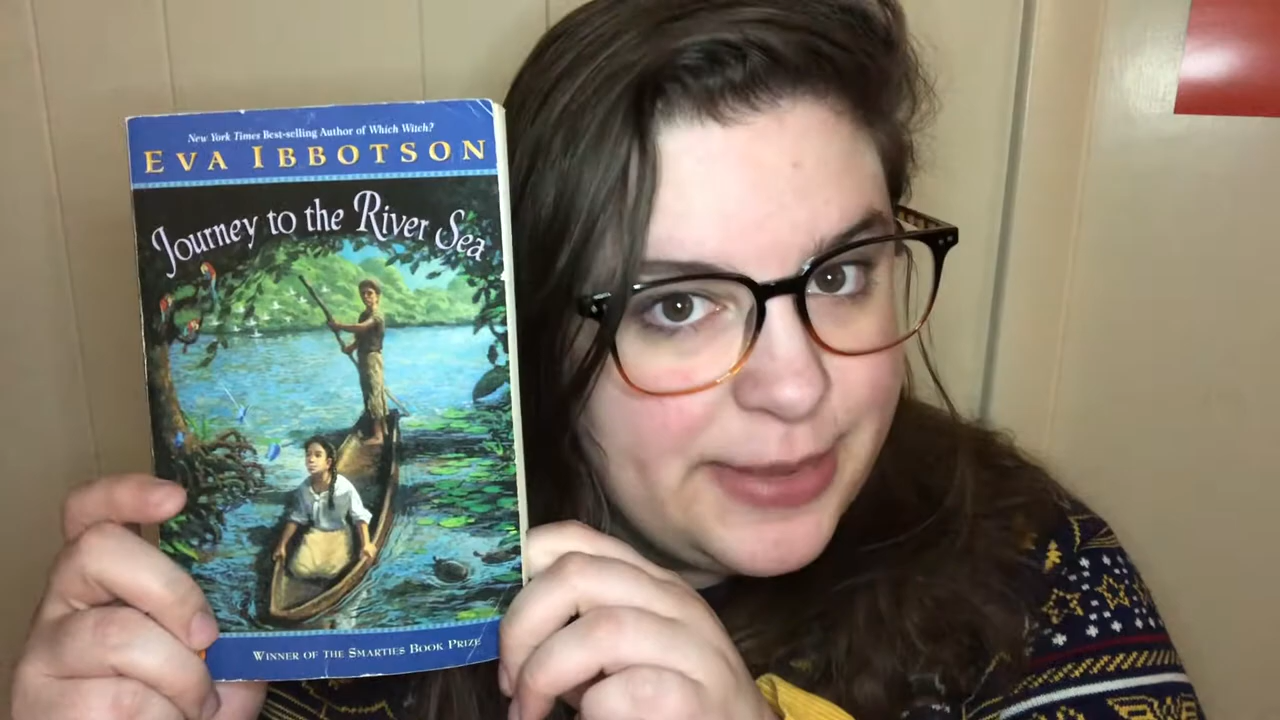 New York Times Best-selling Author of Which Witch?
EVA IBBOTSON
Journey to the River Sea
WINNER OF THE SMARTIES BOOK PRIZE